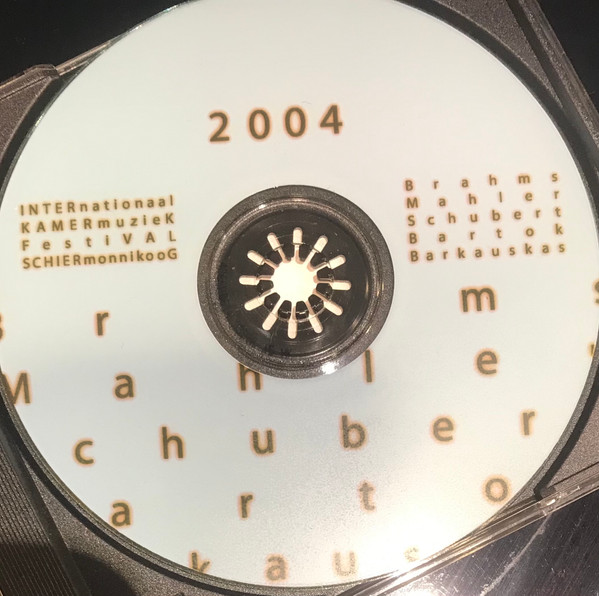 2004
INTERnationaal
KAMERmuzieK
FestiVAL
SCHIERmonnikooG
Brahms
Mahler
Schubert
Bartok
Barkauskas
r m s
M a h l e
c h u b e r
a r t o
k a u s